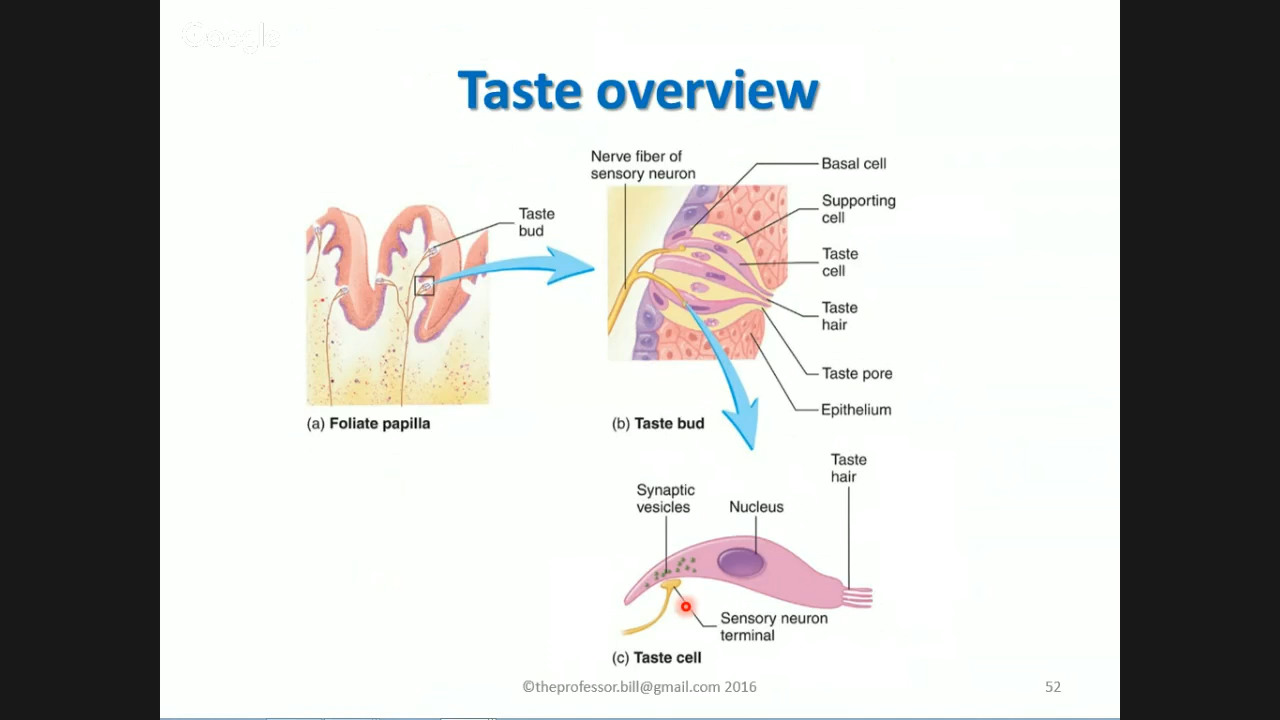 Google
Taste overview
Taste
bud
(a) Foliate papilla
Nerve fiber of
sensory neuron
Basal cell
Supporting
cell
Taste
cell
Taste
hair
Taste pore
Epithelium
(b) Taste bud
Synaptic
vesicles
Nucleus
Taste
hair
Sensory neuron
terminal
(c) Taste cell
©theprofessor.bill@gmail.com 2016
52